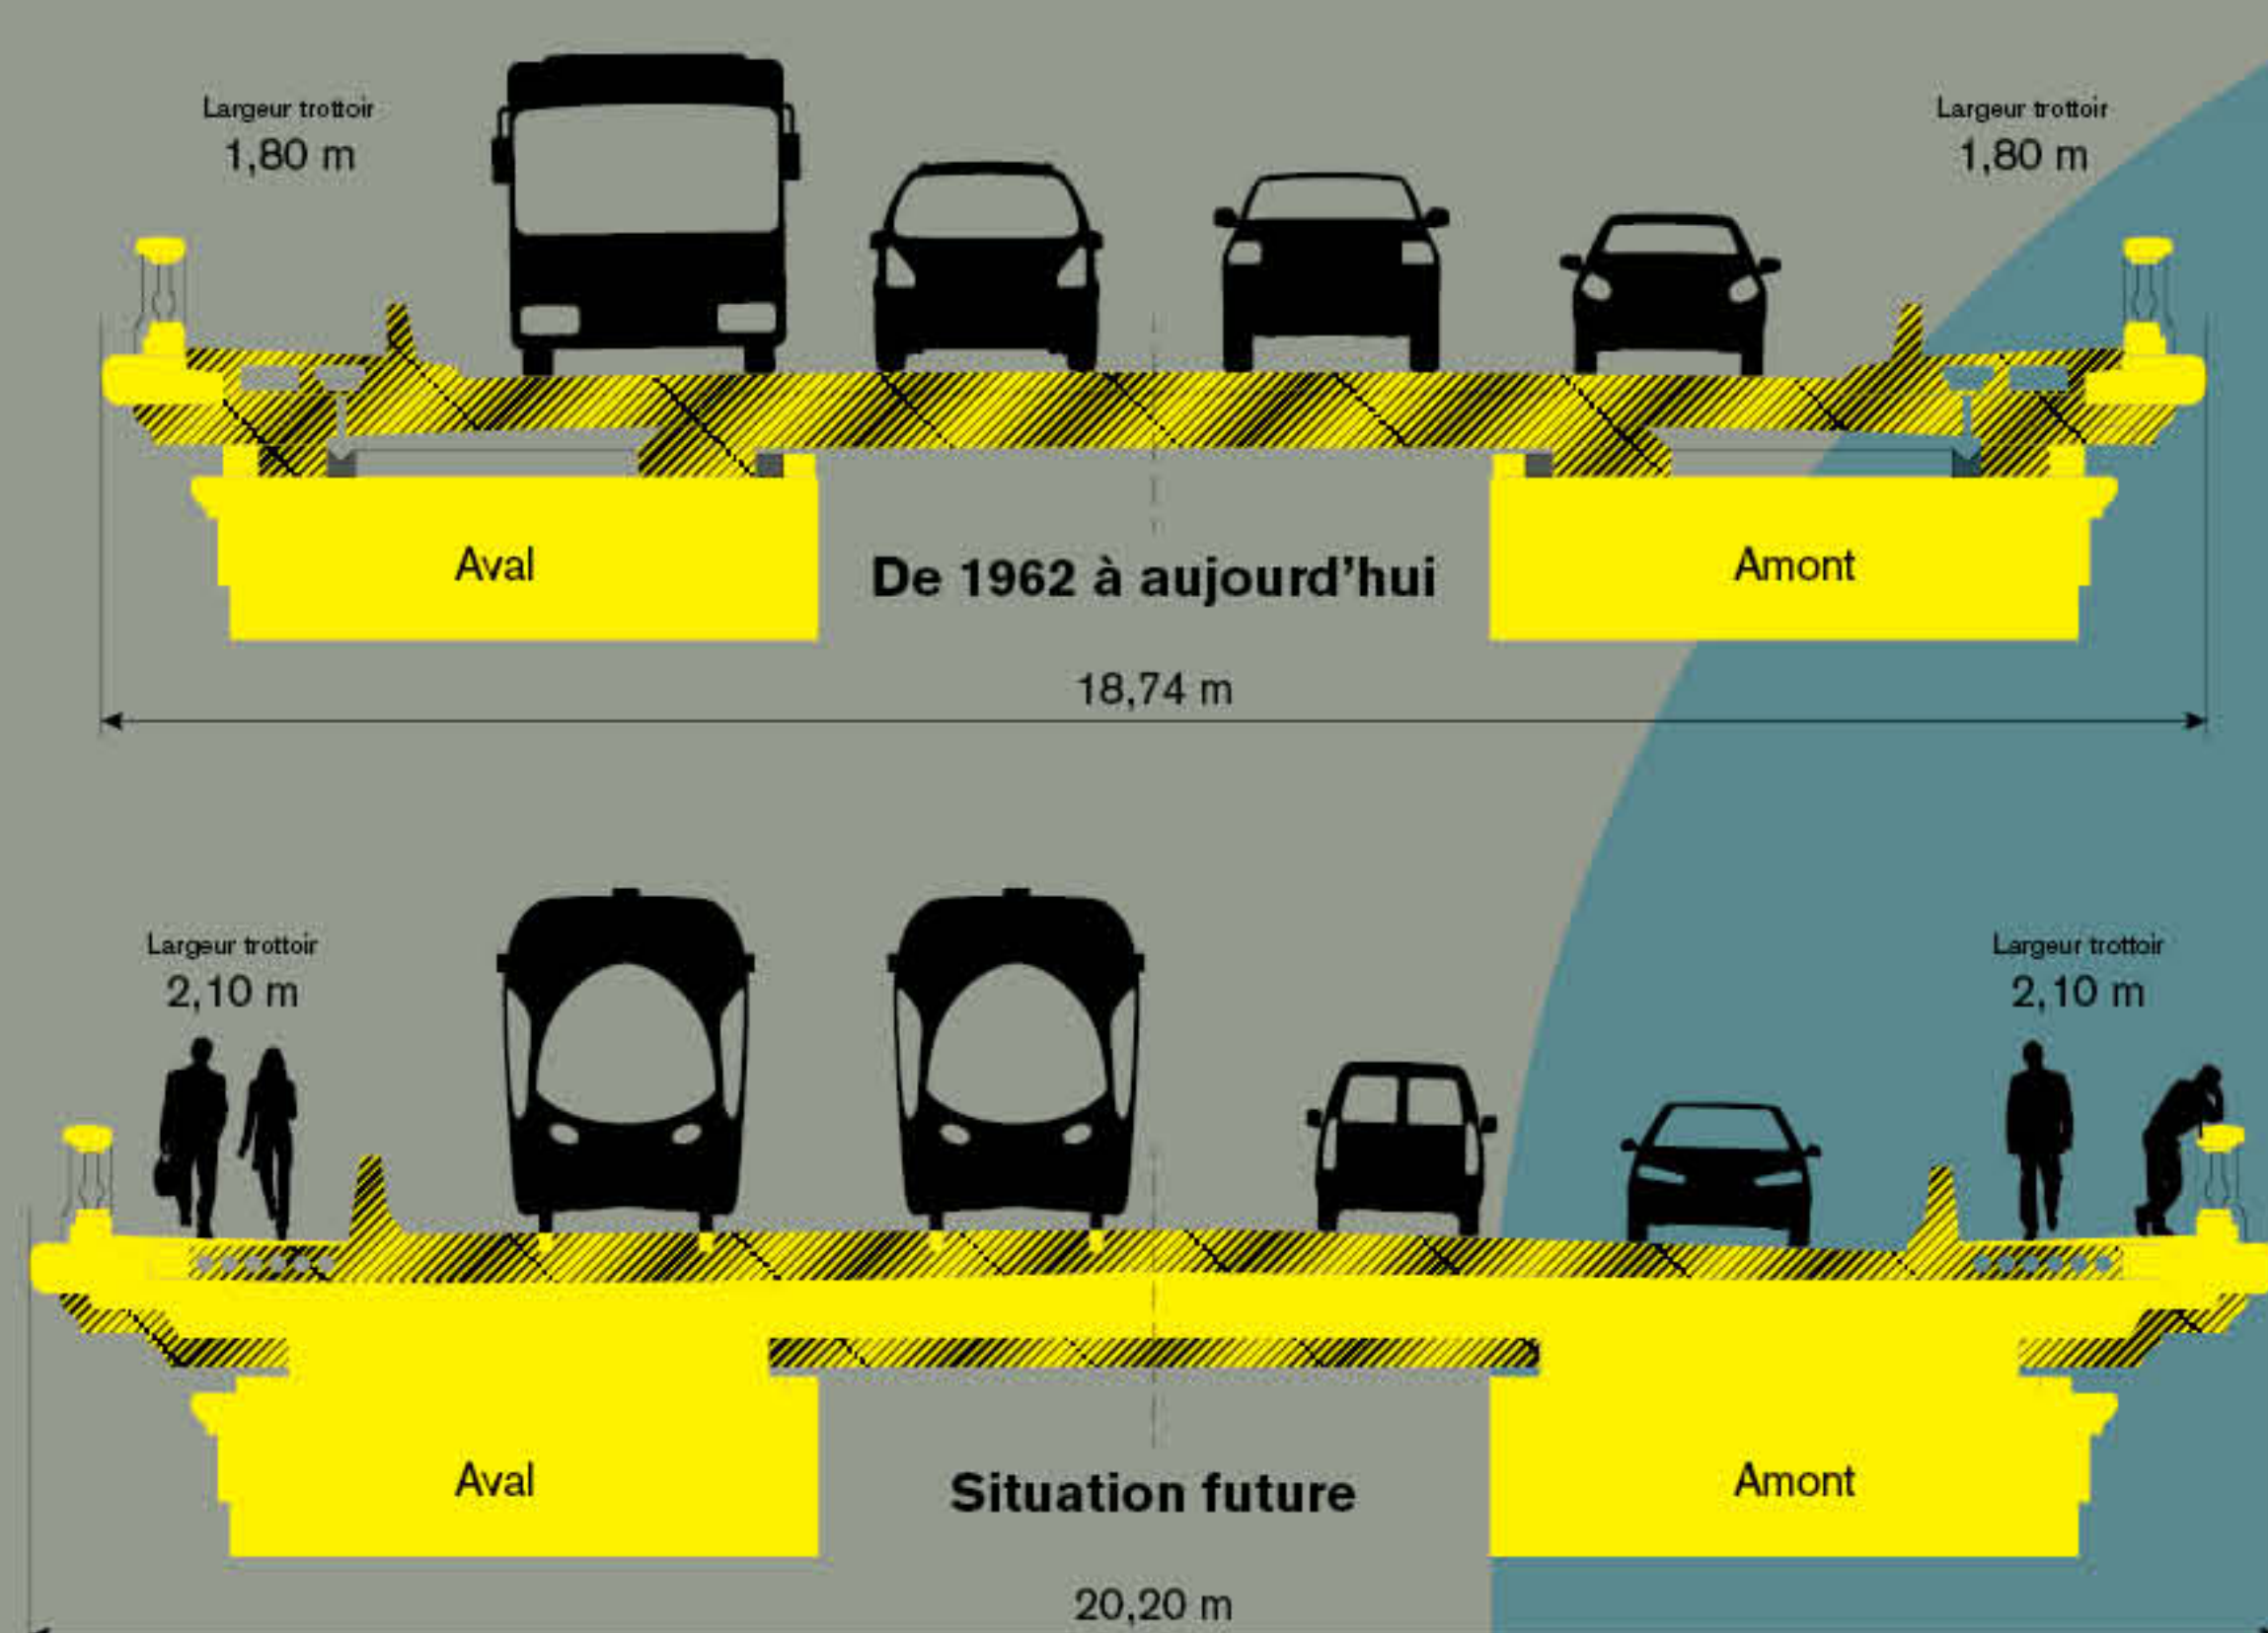 Largeur trottoir
1,80 m
Largeur trottoir
1,80 m
Aval
De 1962 à aujourd’hui
Amont
18,74 m
Largeur trottoir
2,10 m
Largeur trottoir
2,10 m
Aval
Situation future
Amont
20,20 m